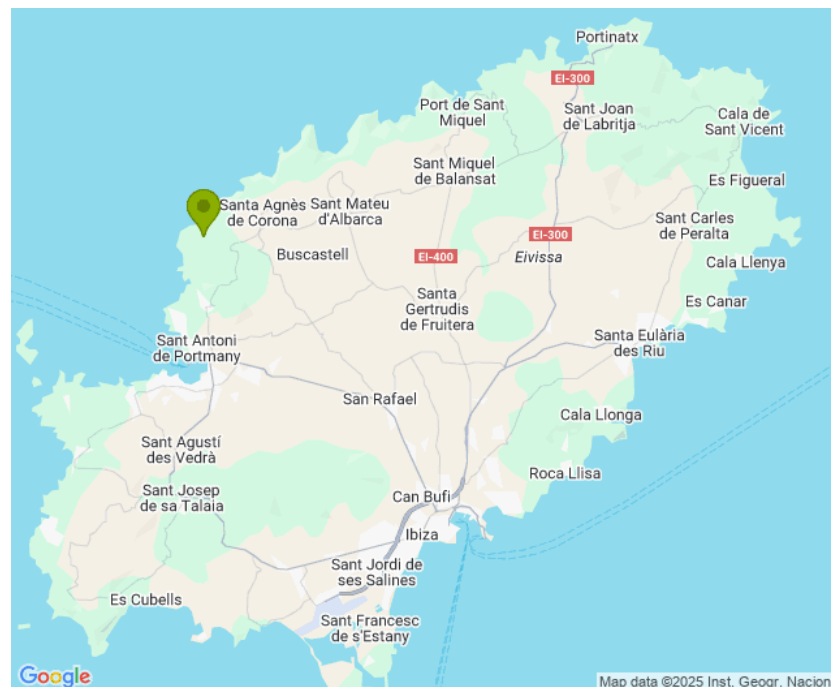 Portinatx
EI-300
Port de Sant
Miquel
Sant Joan
de Labritja
Cala de
Sant Vicent
Sant Miquel
de Balansat
Es Figueral
Santa Agnès
de Corona
Sant Mateu
d'Albarca
Sant Carles
de Peralta
EI-300
Buscastell
EI-400
Eivissa
Cala Llenya
Santa
Gertrudis
de Fruitera
Es Canar
Sant Antoni
de Portmany
Santa Eulària
des Riu
San Rafael
Cala Llonga
Sant Agustí
des Vedrà
Roca Llisa
Sant Josep
de sa Talaia
Can Bufi
Ibiza
Sant Jordi de
ses Salines
Es Cubells
Sant Francesc
de s'Estany
Google
Map data ©2025 Inst. Geogr. Nacion